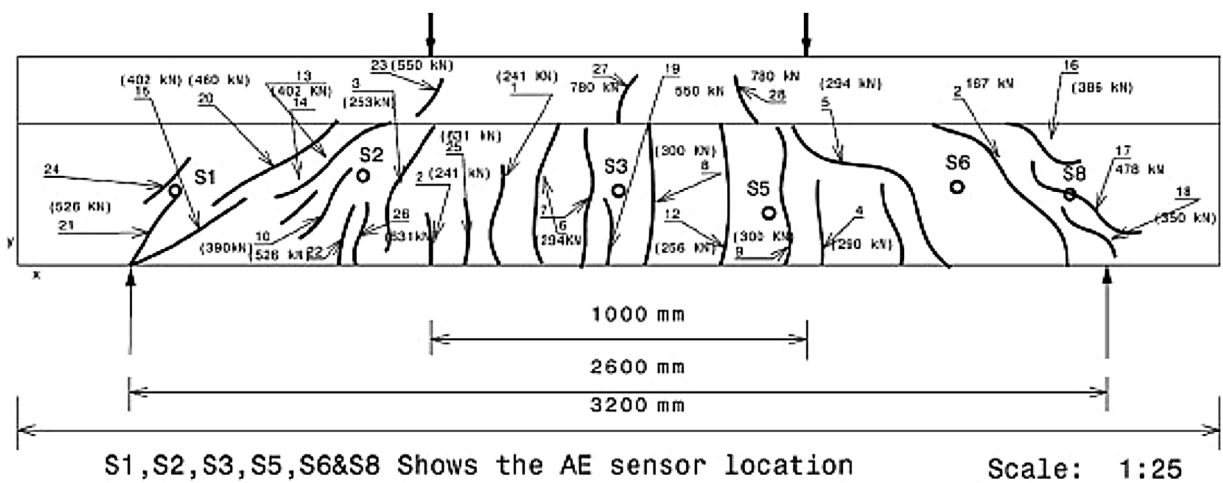 23 (550 kN)
(402 kN) (460 kN)
13
(402 kN)
14
15
20
3
(253kN)
(241 KN)
1
27
780 kN
19
550 kN
780 kN
28
(294 kN)
5
2
167 kN
16
(386 kN)
24
S1
S2
(631 kN)
25
2 (241 kN)
S3
(300 KN)
8
S5
S6
S8
17
478 kN
18
(350 kN)
(526 KN)
21
(390kN)
10
(526 kN)
22
26
(631kN)
7
6
(294KN)
12
(256 kN)
(300 KN)
9
4
(290 kN)
y
x
1000 mm
2600 mm
3200 mm
S1,S2,S3,S5,S6&S8 Shows the AE sensor location
Scale: 1:25